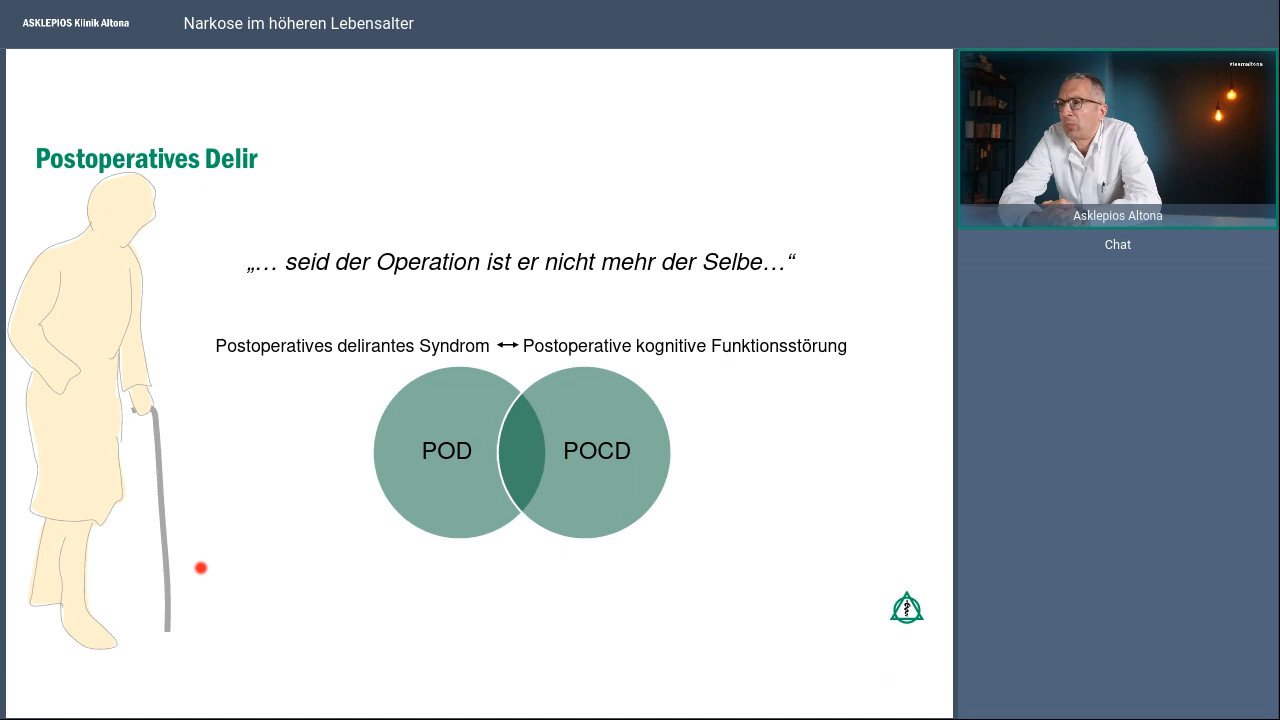 ASKLEPIOS Klinik Altona
Narkose im höheren Lebensalter
#teamaltona
Postoperatives Delir
„… seid der Operation ist er nicht mehr der Selbe…“
Postoperatives delirantes Syndrom ↔ Postoperative kognitive Funktionsstörung
POD
POCD
Asklepios Altona
Chat